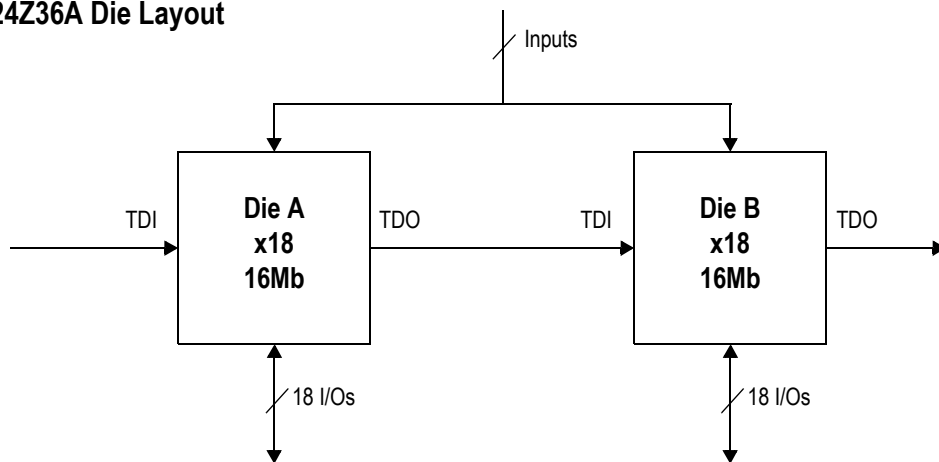 24Z36A Die Layout
Inputs
TDI
Die A
x18
16Mb
TDO
TDI
Die B
x18
16Mb
TDO
18 I/Os
18 I/Os